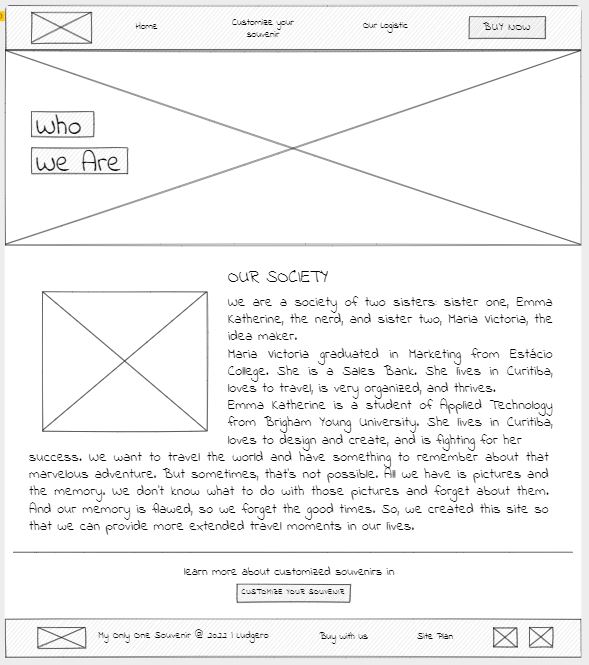 Home
Customize your
souvenir
Our Logistic
BUY NOW
Who
We Are
OUR SOCIETY
We are a society of two sisters: sister one, Emma
Katherine, the nerd, and sister two, Maria Victoria, the
idea maker.
Maria Victoria graduated in Marketing from Estácio
College. She is a Sales Bank. She lives in Curitiba,
loves to travel, is very organized, and thrives.
Emma Katherine is a student of Applied Technology
from Brigham Young University. She lives in Curitiba,
loves to design and create, and is fighting for her
success. We want to travel the world and have something to remember about that
marvelous adventure. But sometimes, that's not possible. All we have is pictures and
the memory. We don't know what to do with those pictures and forget about them.
And our memory is flawed, so we forget the good times. So, we created this site so
that we can provide more extended travel moments in our lives.
learn more about customized souvenirs in
CUSTOMIZE YOUR SOUVENIR
My Only One Souvenir @ 2022 | Ludgero
Buy with us
Site Plan